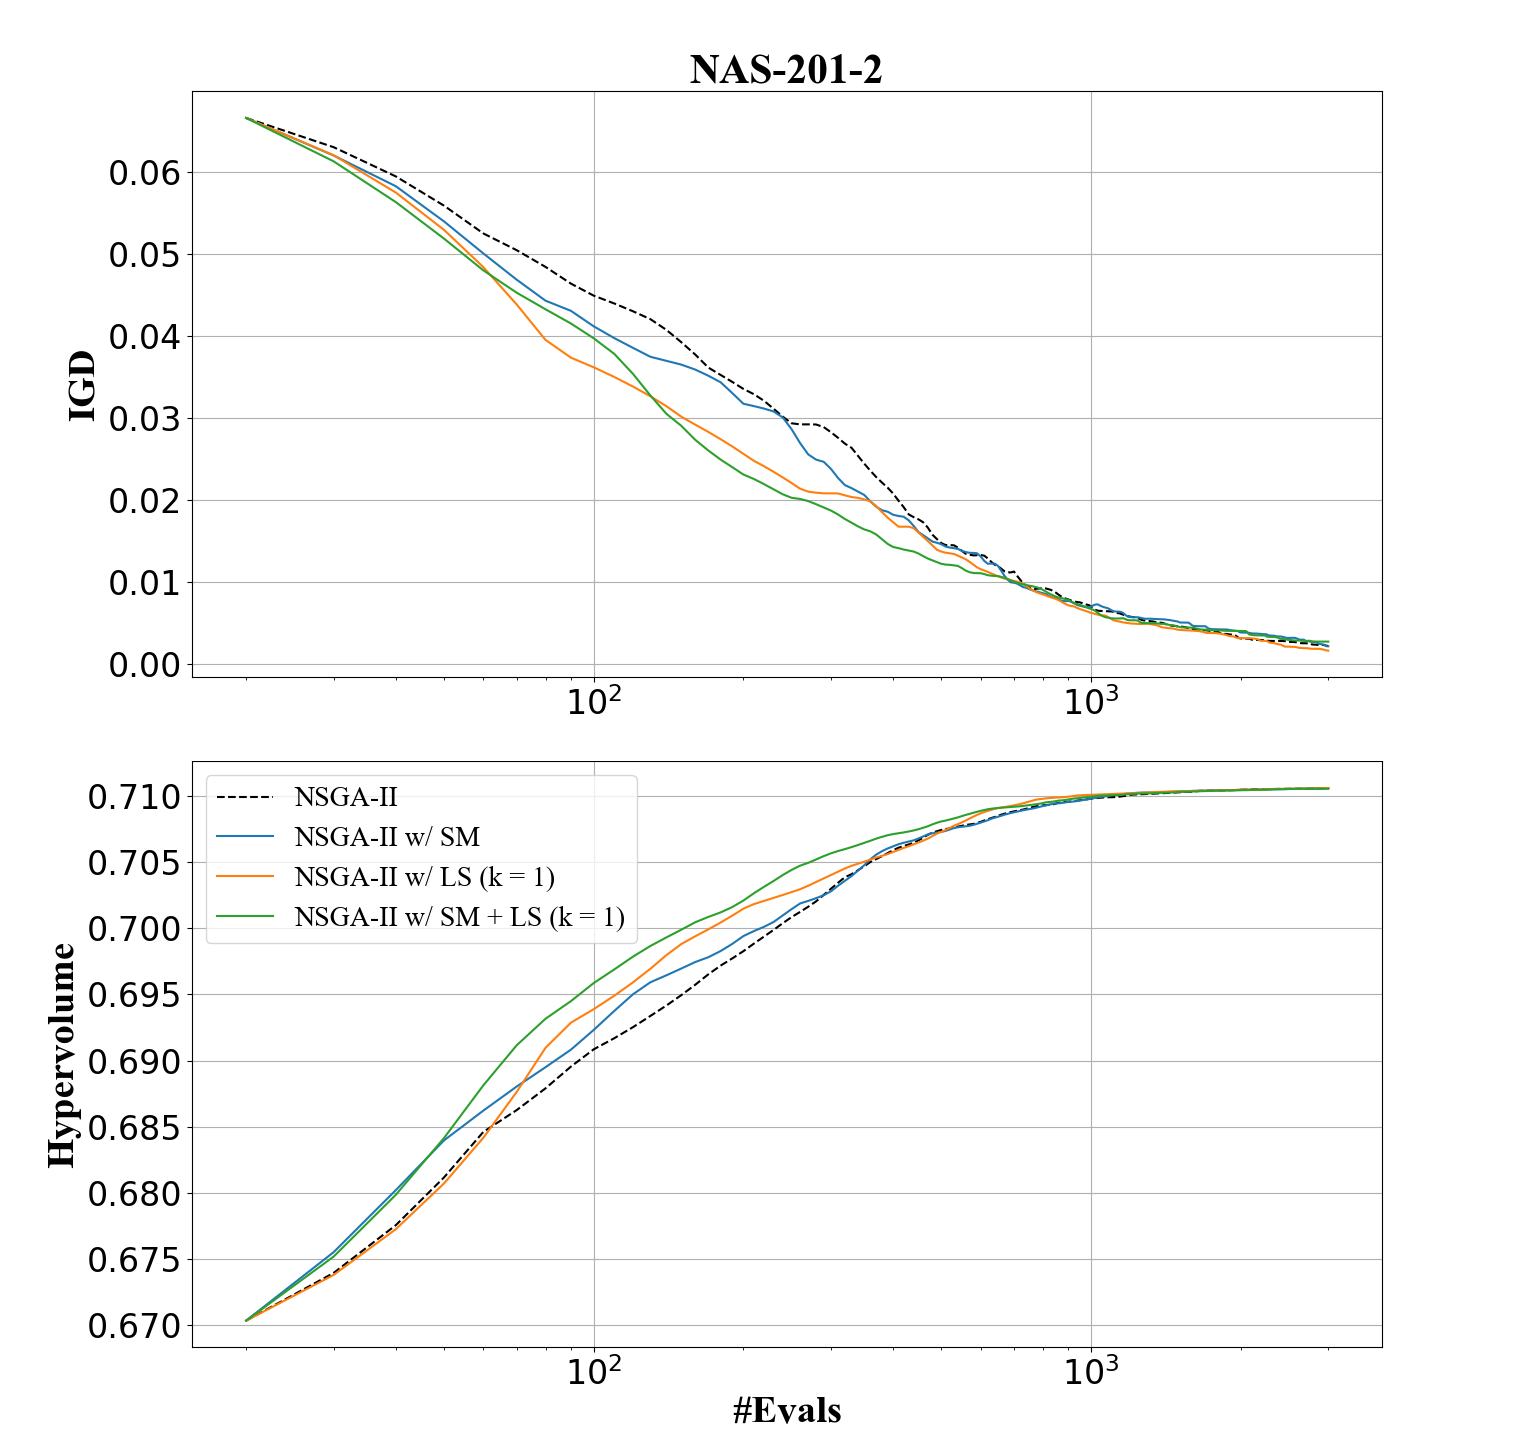 NAS-201-2
0.06
0.05
0.04
0.03
0.02
0.01
0.00
IGD
10²
10³
0.710
0.705
0.700
0.695
0.690
0.685
0.680
0.675
0.670
Hypervolume
NSGA-II
NSGA-II w/ SM
NSGA-II w/ LS (k = 1)
NSGA-II w/ SM + LS (k = 1)
10²
10³
#Evals